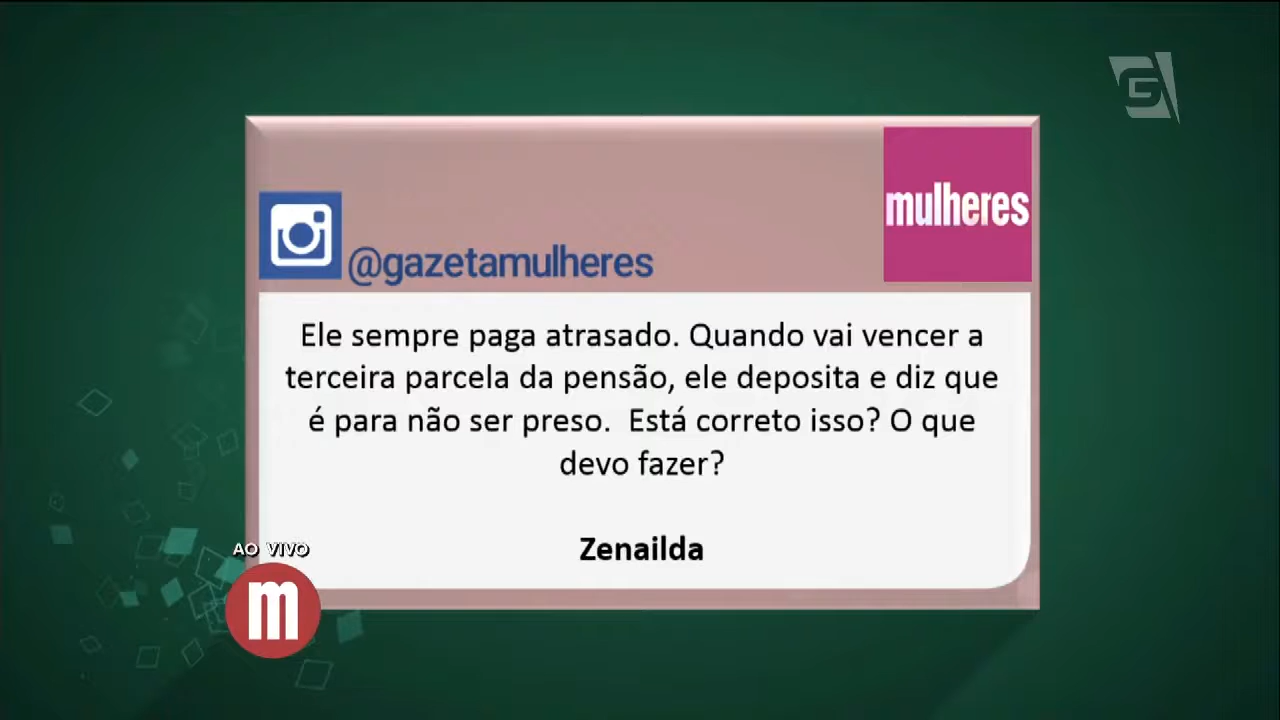 mulheres
@gazetamulheres
Ele sempre paga atrasado. Quando vai vencer a
terceira parcela da pensão, ele deposita e diz que
é para não ser preso.  Está correto isso? O que
devo fazer?
Zenailda
AO VIVO
m
G